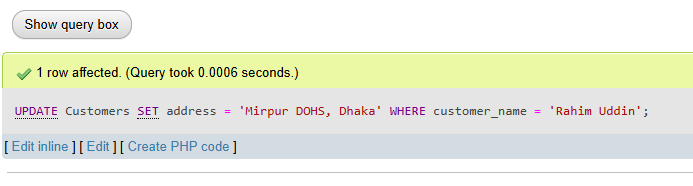 Show query box
1 row affected. (Query took 0.0006 seconds.)
UPDATE Customers SET address = 'Mirpur DOHS, Dhaka' WHERE customer_name = 'Rahim Uddin';
[ Edit inline ] [ Edit ] [ Create PHP code ]